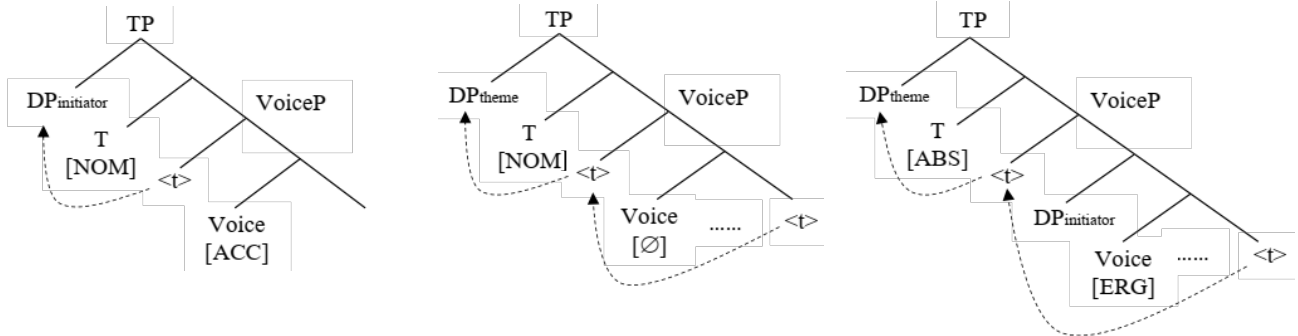 TP
DPinitiator
VoiceP
T
[NOM]
<t>
Voice
[ACC]
TP
DPtheme
VoiceP
T
[NOM]
<t>
Voice
[∅]
......
<t>
TP
DPtheme
VoiceP
T
[ABS]
<t>
DPinitiator
Voice
[ERG]
......
<t>